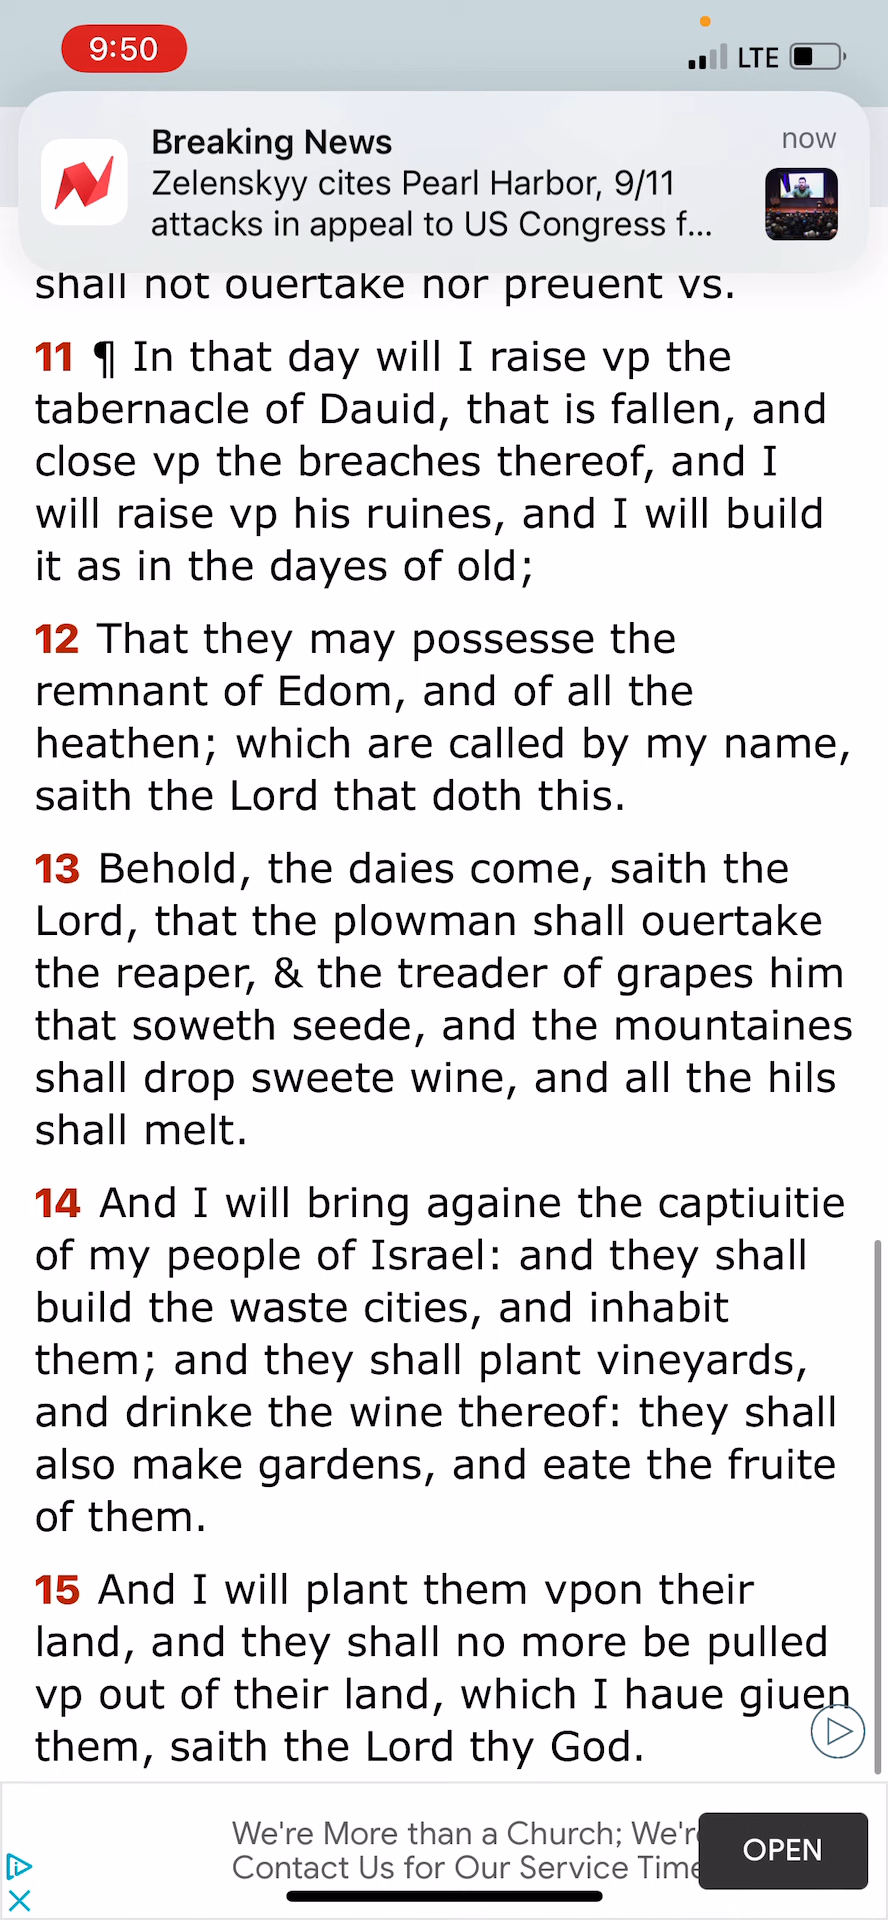 9:50
LTE
Breaking News
now
Zelenskyy cites Pearl Harbor, 9/11
attacks in appeal to US Congress f...
shall not ouertake nor preuent vs.
11 ¶ In that day will I raise vp the
tabernacle of Dauid, that is fallen, and
close vp the breaches thereof, and I
will raise vp his ruines, and I will build
it as in the dayes of old;
12 That they may possesse the
remnant of Edom, and of all the
heathen; which are called by my name,
saith the Lord that doth this.
13 Behold, the daies come, saith the
Lord, that the plowman shall ouertake
the reaper, & the treader of grapes him
that soweth seede, and the mountaines
shall drop sweete wine, and all the hils
shall melt.
14 And I will bring againe the captiuitie
of my people of Israel: and they shall
build the waste cities, and inhabit
them; and they shall plant vineyards,
and drinke the wine thereof: they shall
also make gardens, and eate the fruite
of them.
15 And I will plant them vpon their
land, and they shall no more be pulled
vp out of their land, which I haue giuen
them, saith the Lord thy God.
We're More than a Church; We'r
Contact Us for Our Service Time
OPEN